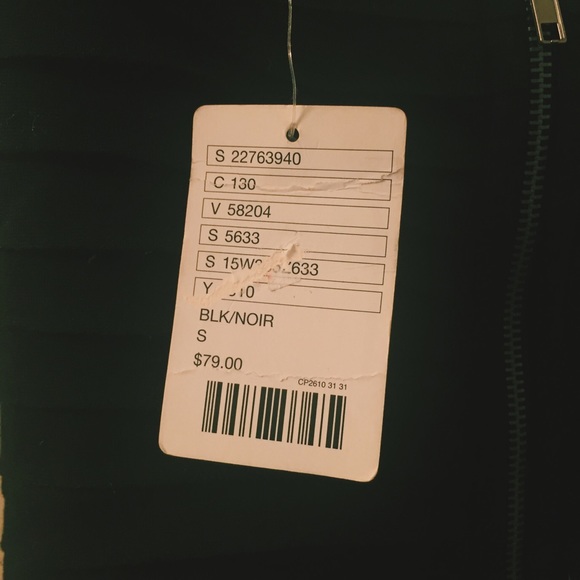 S 22763940
C 130
V 58204
S 5633
S
Y
BLK/NOIR
S
$79.00
CP2610 31 31